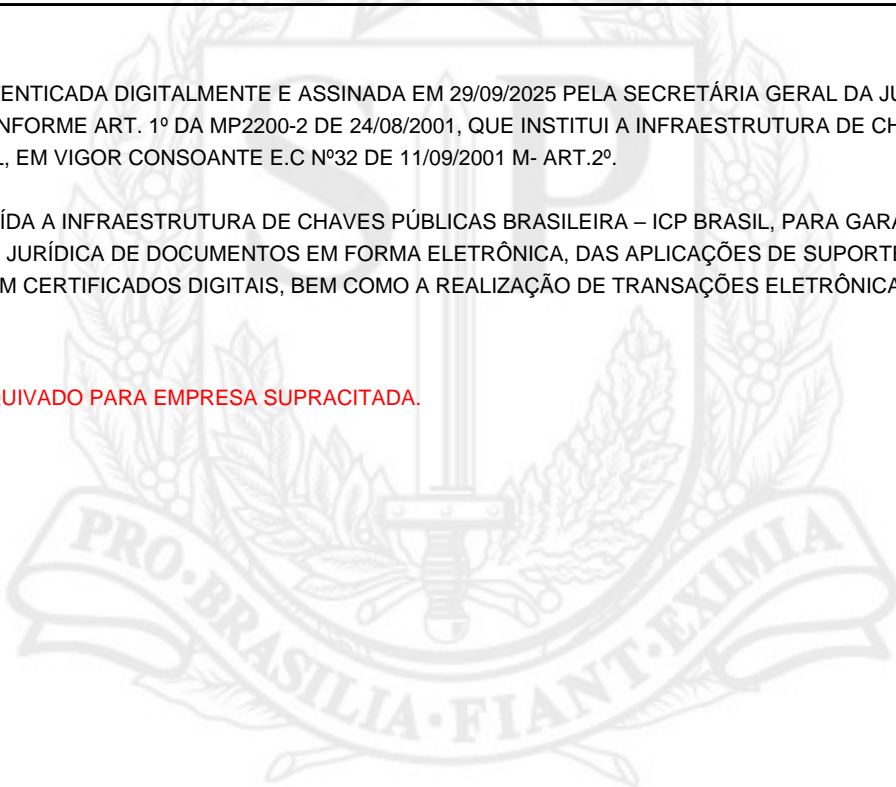 ENTICADA DIGITALMENTE E ASSINADA EM 29/09/2025 PELA SECRETÁRIA GERAL DA JU
NFORME ART. 1º DA MP2200-2 DE 24/08/2001, QUE INSTITUI A INFRAESTRUTURA DE CH
L, EM VIGOR CONSOANTE E.C Nº32 DE 11/09/2001 M- ART.2º.
ÍDA A INFRAESTRUTURA DE CHAVES PÚBLICAS BRASILEIRA – ICP BRASIL, PARA GARA
JURÍDICA DE DOCUMENTOS EM FORMA ELETRÔNICA, DAS APLICAÇÕES DE SUPORTE
M CERTIFICADOS DIGITAIS, BEM COMO A REALIZAÇÃO DE TRANSAÇÕES ELETRÔNICA
UIVADO PARA EMPRESA SUPRACITADA.
SP
PRO·BRASILIA·FIANT·EXIMIA